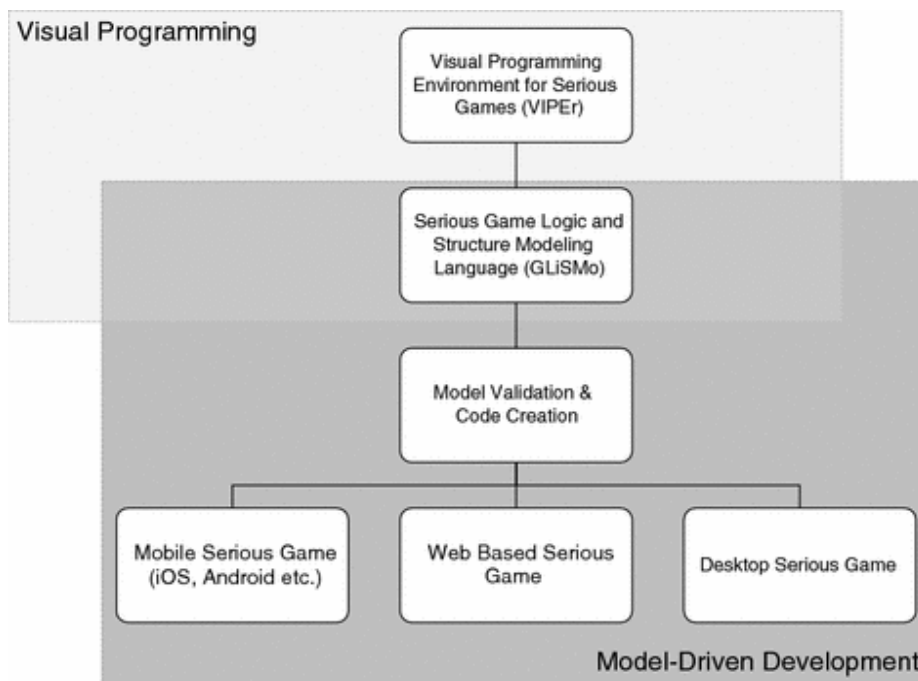 Visual Programming
Visual Programming
Environment for Serious
Games (VIPEr)
Serious Game Logic and
Structure Modeling
Language (GLiSMo)
Model Validation &
Code Creation
Mobile Serious Game
(iOS, Android etc.)
Web Based Serious
Game
Desktop Serious Game
Model-Driven Development